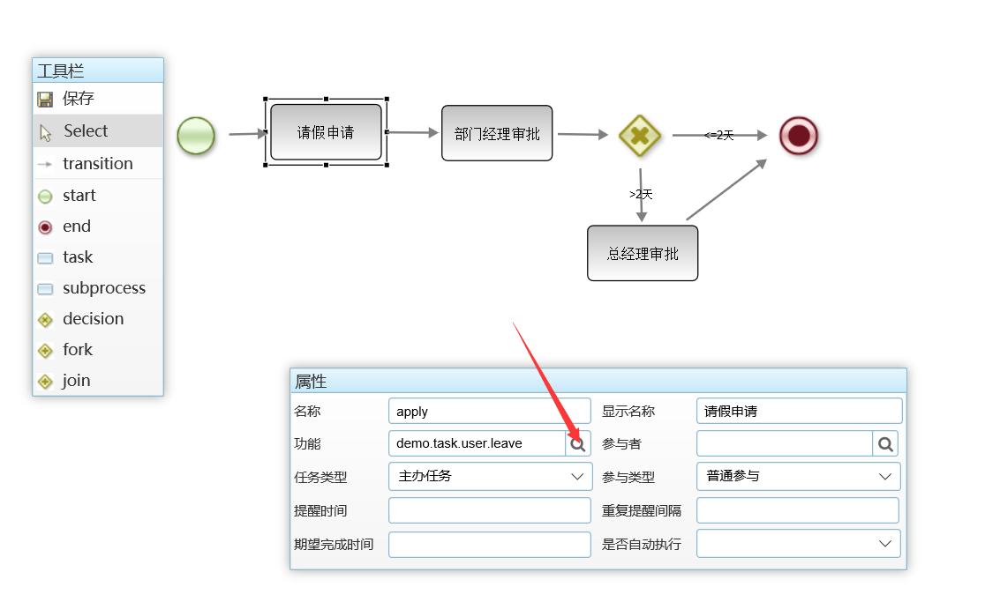 工具栏
保存
Select
transition
start
end
task
subprocess
decision
fork
join
请假申请
部门经理审批
<=2天
>2天
总经理审批
属性
名称 apply 显示名称 请假申请
功能 demo.task.user.leave 参与者
任务类型 主办任务 参与类型 普通参与
提醒时间 重复提醒间隔
期望完成时间 是否自动执行